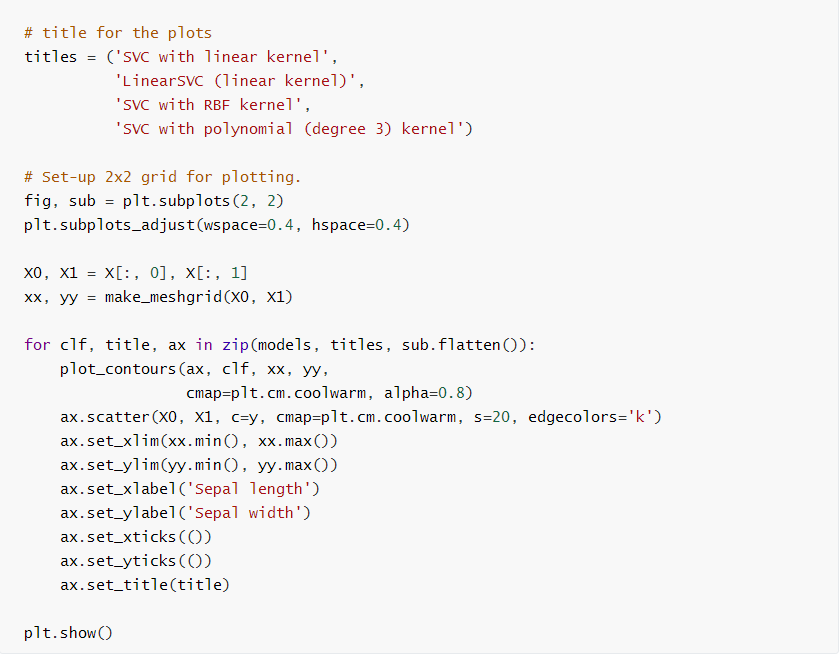 # title for the plots
titles = ('SVC with linear kernel',
          'LinearSVC (linear kernel)',
          'SVC with RBF kernel',
          'SVC with polynomial (degree 3) kernel')

# Set-up 2x2 grid for plotting.
fig, sub = plt.subplots(2, 2)
plt.subplots_adjust(wspace=0.4, hspace=0.4)

X0, X1 = X[:, 0], X[:, 1]
xx, yy = make_meshgrid(X0, X1)

for clf, title, ax in zip(models, titles, sub.flatten()):
    plot_contours(ax, clf, xx, yy,
                  cmap=plt.cm.coolwarm, alpha=0.8)
    ax.scatter(X0, X1, c=y, cmap=plt.cm.coolwarm, s=20, edgecolors='k')
    ax.set_xlim(xx.min(), xx.max())
    ax.set_ylim(yy.min(), yy.max())
    ax.set_xlabel('Sepal length')
    ax.set_ylabel('Sepal width')
    ax.set_xticks(())
    ax.set_yticks(())
    ax.set_title(title)

plt.show()